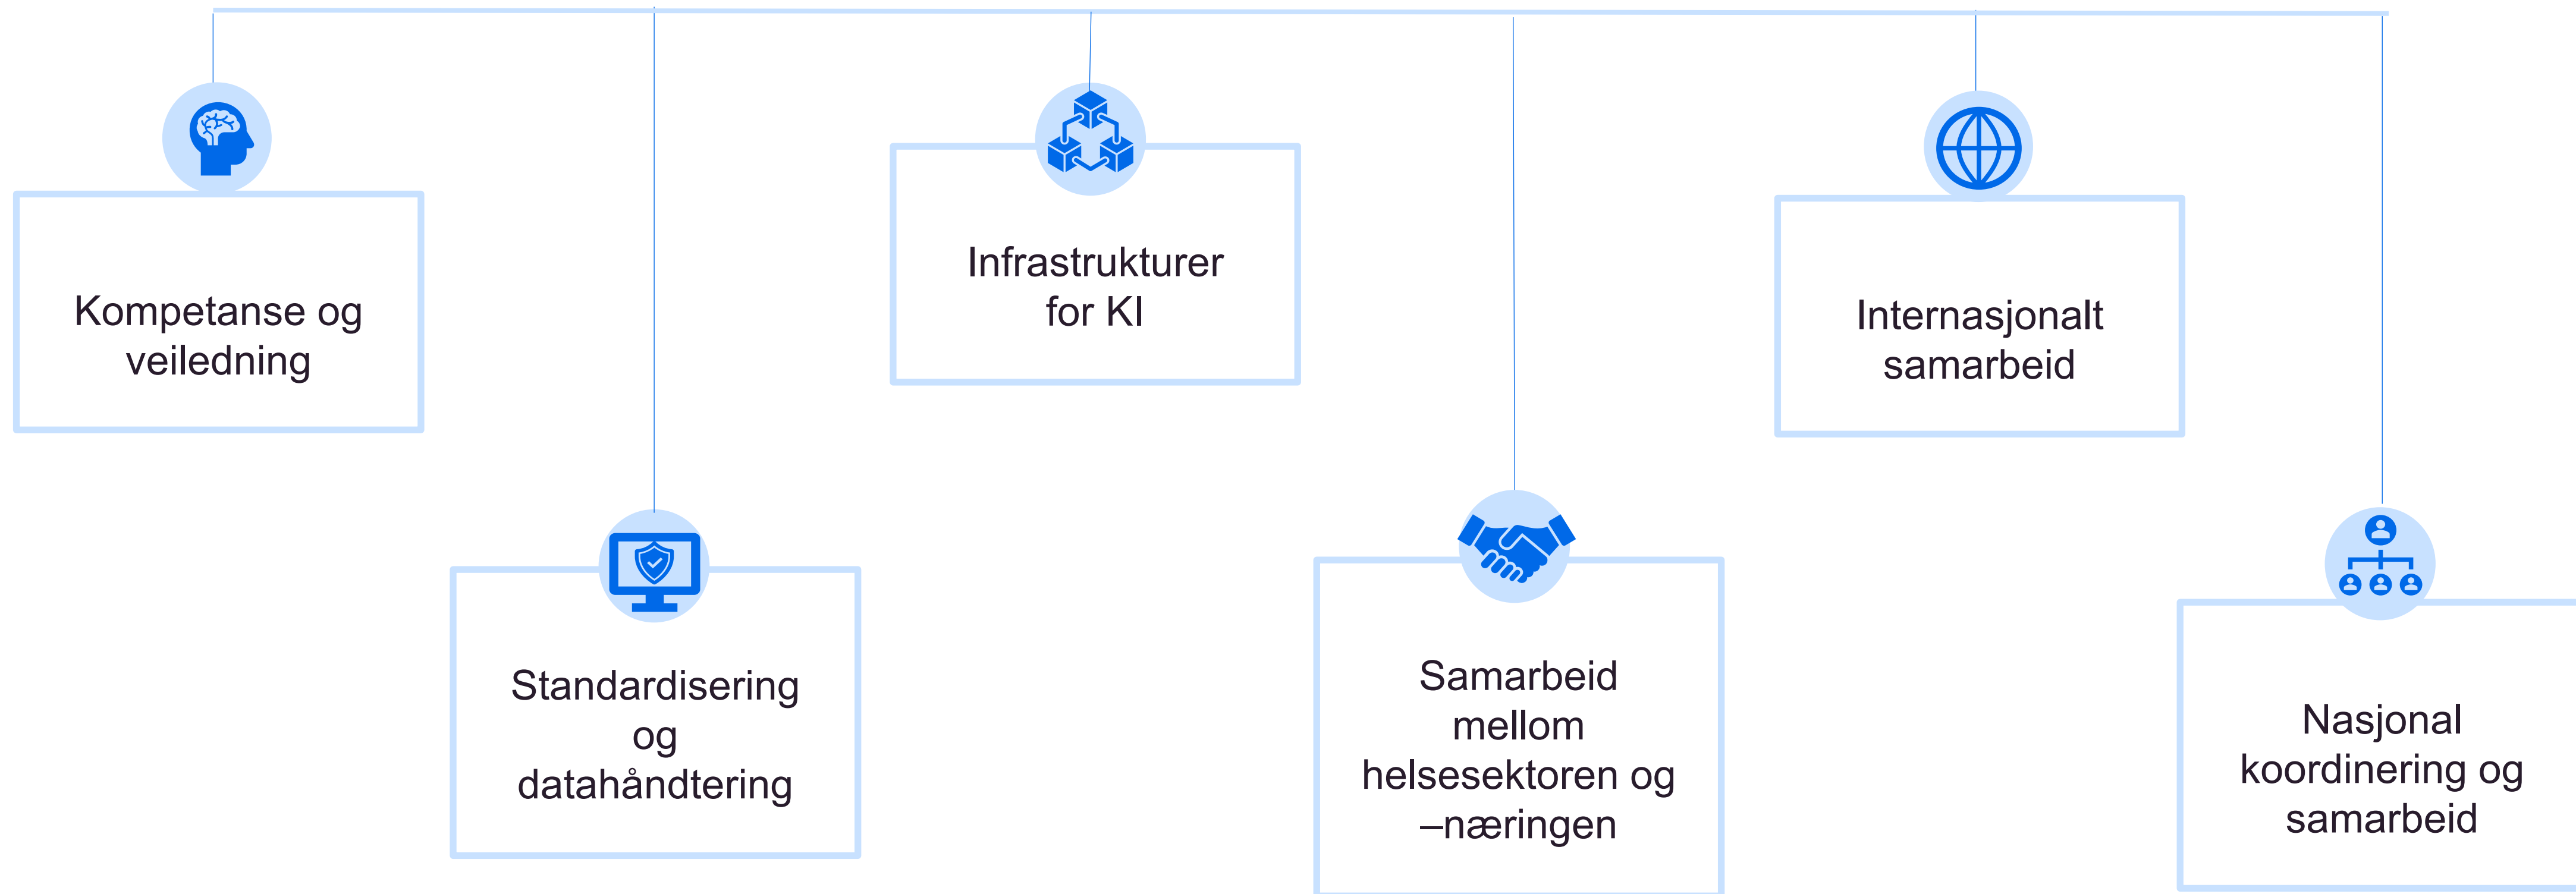 Kompetanse og
veiledning
Standardisering
og
datahåndtering
Infrastrukturer
for KI
Samarbeid
mellom
helsesektoren og
–næringen
Internasjonalt
samarbeid
Nasjonal
koordinering og
samarbeid